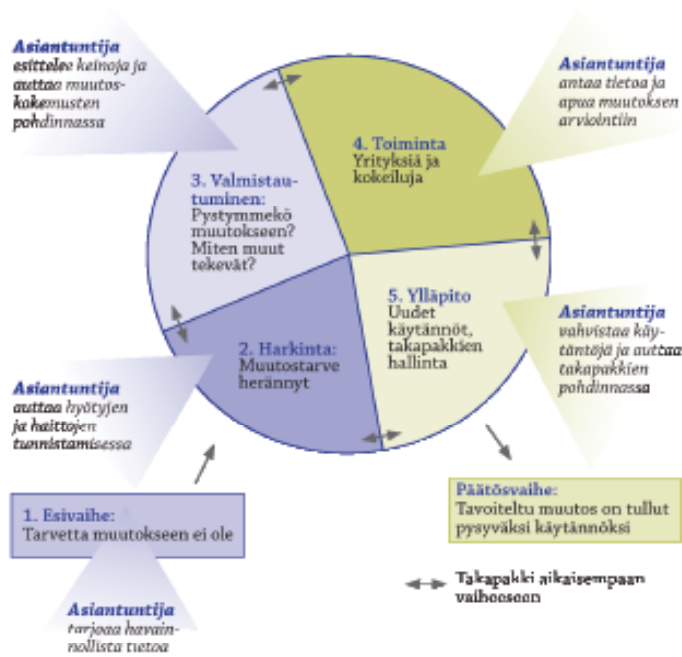 Asiantuntija
esittelee keinoja ja
auttaa muutos-
kokemusten
pohdinnassa
Asiantuntija
antaa tietoa ja
apua muutoksen
arviointiin
4. Toiminta
Yrityksiä ja
kokeiluja
3. Valmistau-
tuminen:
Pystymmekö
muutokseen?
Miten muut
tekevät?
5. Ylläpito
Uudet
käytännöt,
takapakkien
hallinta
2. Harkinta:
Muutostarve
herännyt
Asiantuntija
vahvistaa käy-
täntöjä ja auttaa
takapakkien
pohdinnassa
Asiantuntija
auttaa hyötyjen
ja haittojen
tunnistamisessa
1. Esivaihe:
Tarvetta muutokseen ei ole
Päätösvaihe:
Tavoiteltu muutos on tullut
pysyväksi käytännöksi
Takapakki aikaisempaan
vaiheeseen
Asiantuntija
tarjoaa havain-
nollista tietoa